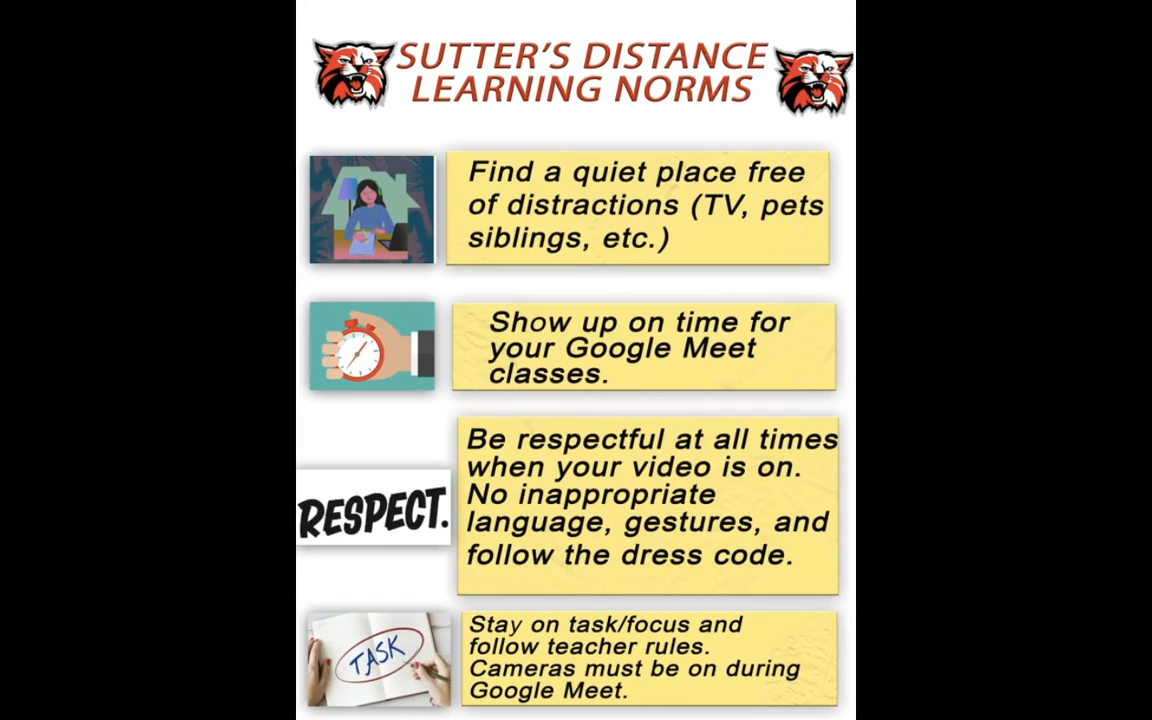 SUTTER'S DISTANCE
LEARNING NORMS
Find a quiet place free
of distractions (TV, pets
siblings, etc.)
Show up on time for
your Google Meet
classes.
RESPECT.
Be respectful at all times
when your video is on.
No inappropriate
language, gestures, and
follow the dress code.
TASK
Stay on task/focus and
follow teacher rules.
Cameras must be on during
Google Meet.